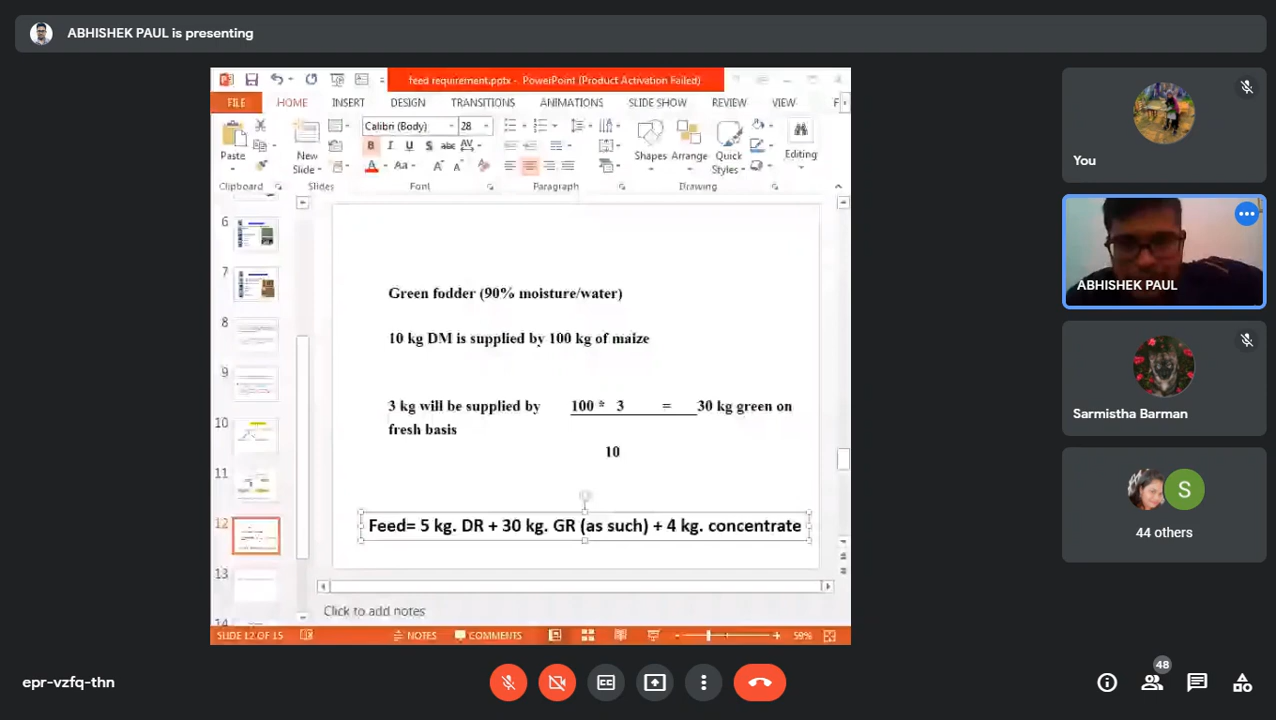 ABHISHEK PAUL is presenting
feed requirement.pptx - PowerPoint (Product Activation Failed)
FILE HOME INSERT DESIGN TRANSITIONS ANIMATIONS SLIDE SHOW REVIEW VIEW F
Calibri (Body) 28
B I U S abc AV
A Aa A A
Paste
New
Slide
Shapes Arrange Quick
Styles
Editing
Clipboard Slides Font Paragraph Drawing
6
7
8
9
10
11
12
13
14
Green fodder (90% moisture/water)
10 kg DM is supplied by 100 kg of maize
3 kg will be supplied by 100 * 3 = 30 kg green on
fresh basis
10
Feed= 5 kg. DR + 30 kg. GR (as such) + 4 kg. concentrate
Click to add notes
SLIDE 12 OF 15 NOTES COMMENTS 59%
You
ABHISHEK PAUL
Sarmistha Barman
S
44 others
epr-vzfq-thn
48